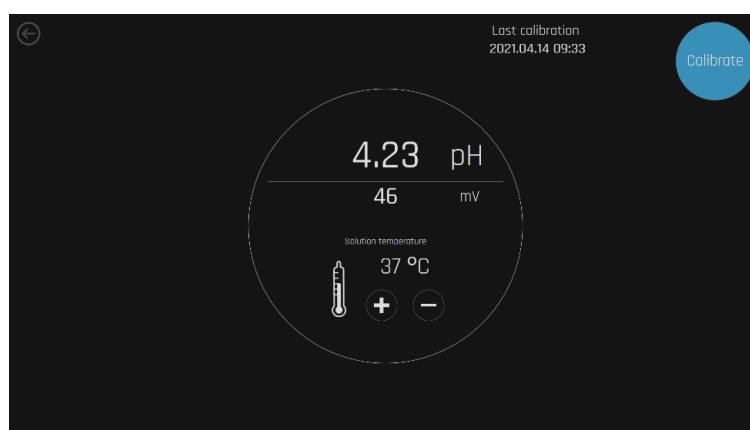 Last calibration
2021.04.14 09:33
Calibrate
4.23 pH
46 mV
Solution temperature
37 °C